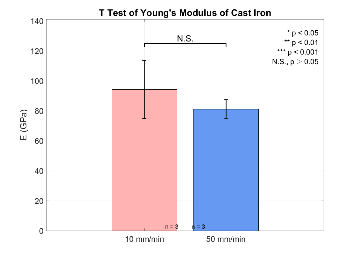 T Test of Young's Modulus of Cast Iron
140
120
100
80
60
40
20
0
E (GPa)
N.S.
* p < 0.05
** p < 0.01
*** p < 0.001
N.S., p > 0.05
n = 3 n = 3
10 mm/min 50 mm/min